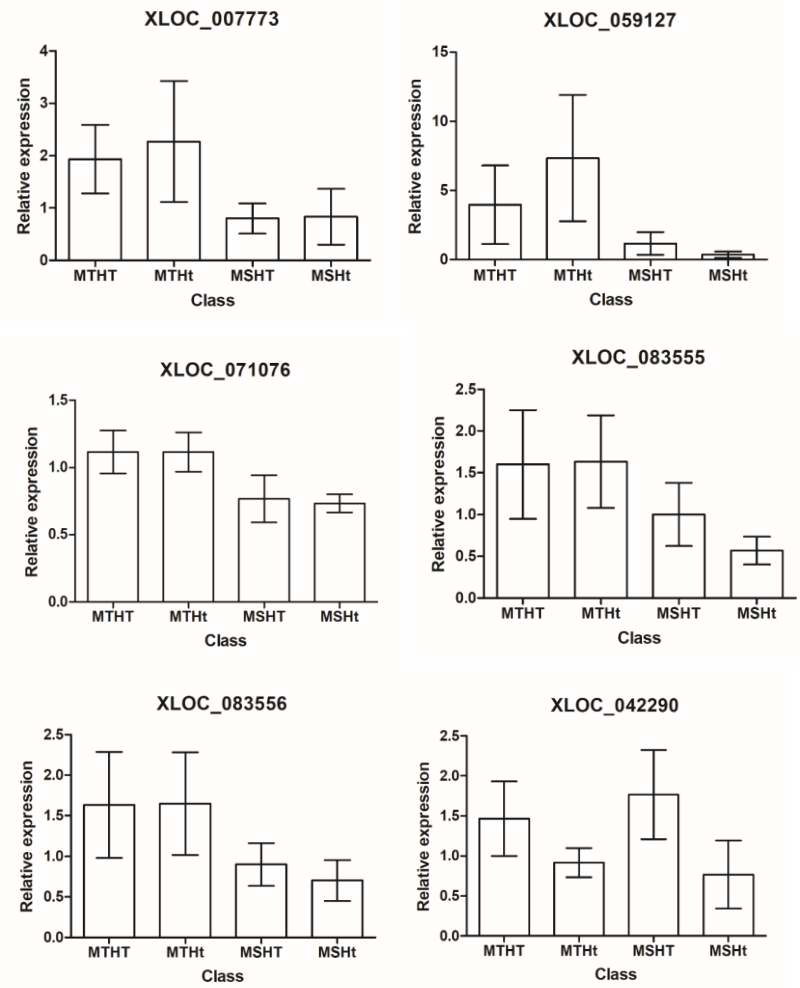 XLOC_007773
Relative expression
4
3
2
1
0
MTHT MTHt MSHT MSHt
Class
XLOC_059127
Relative expression
15
10
5
0
MTHT MTHt MSHT MSHt
Class
XLOC_071076
Relative expression
1.5
1.0
0.5
0.0
MTHT MTHt MSHT MSHt
Class
XLOC_083555
Relative expression
2.5
2.0
1.5
1.0
0.5
0.0
MTHT MTHt MSHT MSHt
Class
XLOC_083556
Relative expression
2.5
2.0
1.5
1.0
0.5
0.0
MTHT MTHt MSHT MSHt
Class
XLOC_042290
Relative expression
2.5
2.0
1.5
1.0
0.5
0.0
MTHT MTHt MSHT MSHt
Class